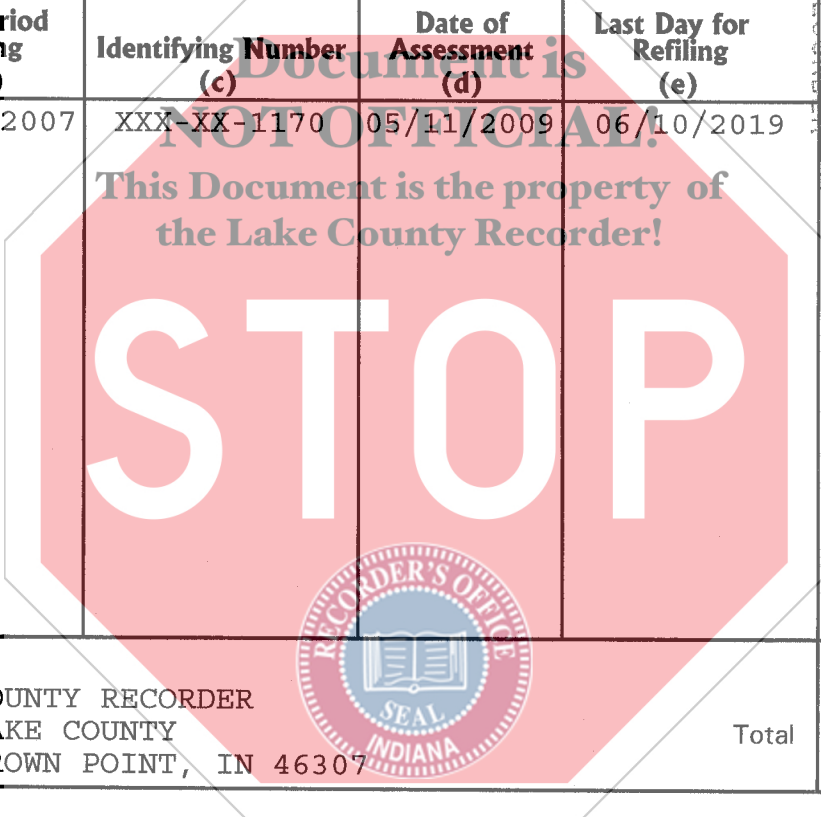 riod
ng
)
Identifying Number
(c)
Date of
Assessment
(d)
Last Day for
Refiling
(e)
Document is
NOT OFFICIAL!
2007 XXX-XX-1170 05/11/2009 06/10/2019
This Document is the property of
the Lake County Recorder!
STOP
RECORDER'S OFFICE
SEAL
INDIANA
OUNTY RECORDER
AKE COUNTY
ROWN POINT, IN 46307
Total